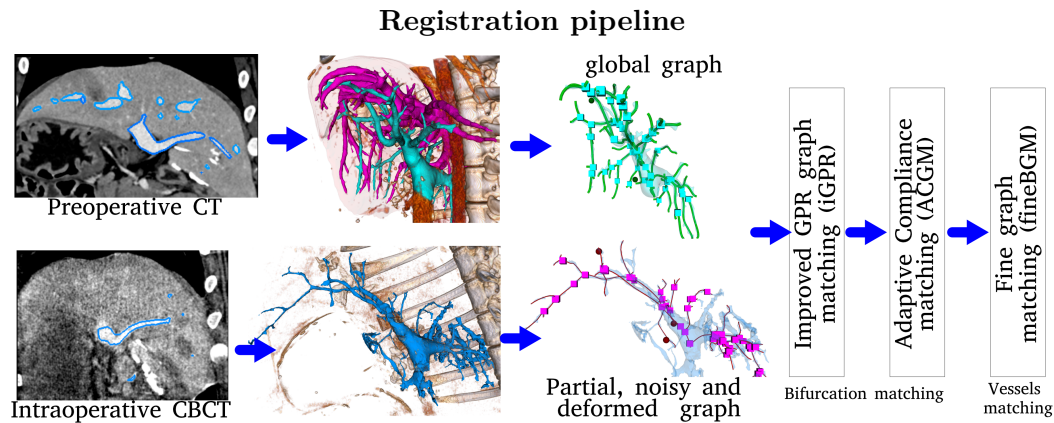 Registration pipeline
Preoperative CT
global graph
Intraoperative CBCT
Partial, noisy and
deformed graph
Improved GPR graph
matching (iGPR)
Adaptive Compliance
matching (ACGM)
Fine graph
matching (fineBGM)
Bifurcation matching
Vessels
matching